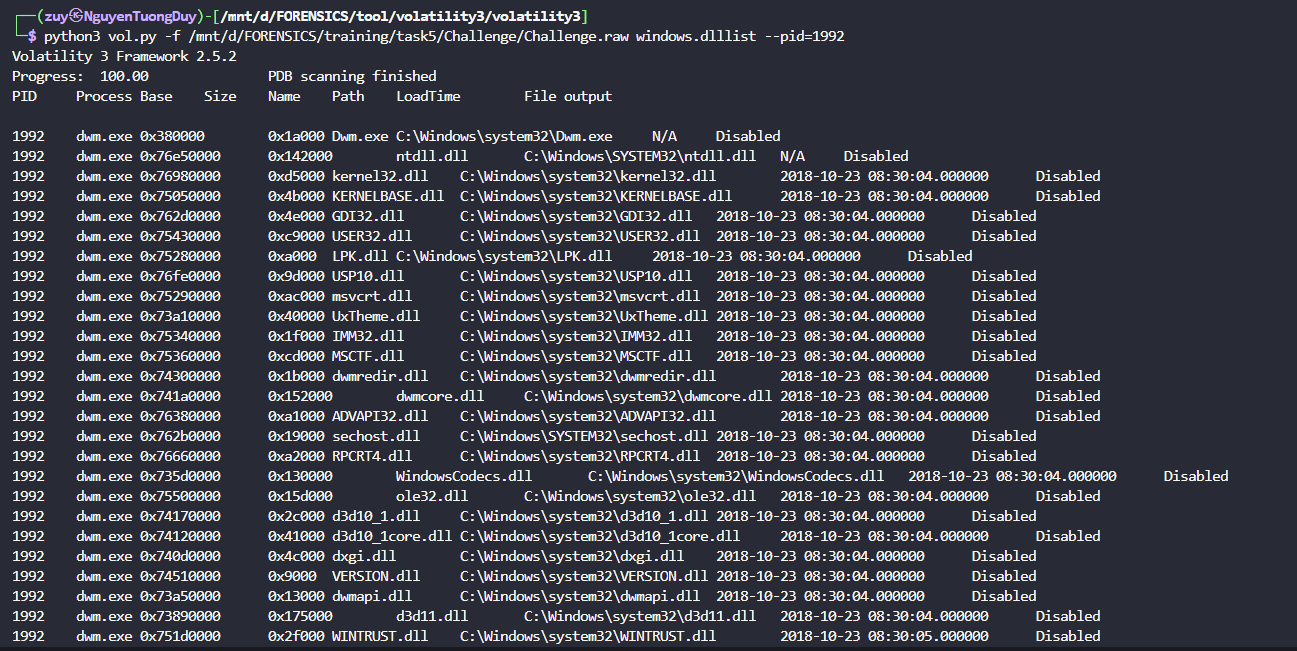 ┌──(zuy㉿NguyenTuongDuy)-[/mnt/d/FORENSICS/tool/volatility3/volatility3]
└─$ python3 vol.py -f /mnt/d/FORENSICS/training/task5/Challenge/Challenge.raw windows.dlllist --pid=1992
Volatility 3 Framework 2.5.2
Progress:  100.00               PDB scanning finished
PID     Process Base    Size    Name    Path    LoadTime        File output
1992    dwm.exe 0x380000        0x1a000 Dwm.exe C:\Windows\system32\Dwm.exe     N/A     Disabled
1992    dwm.exe 0x76e50000      0x142000        ntdll.dll       C:\Windows\SYSTEM32\ntdll.dll   N/A     Disabled
1992    dwm.exe 0x76980000      0xd5000 kernel32.dll    C:\Windows\system32\kernel32.dll        2018-10-23 08:30:04.000000      Disabled
1992    dwm.exe 0x75050000      0x4b000 KERNELBASE.dll  C:\Windows\system32\KERNELBASE.dll      2018-10-23 08:30:04.000000      Disabled
1992    dwm.exe 0x762d0000      0x4e000 GDI32.dll       C:\Windows\system32\GDI32.dll   2018-10-23 08:30:04.000000      Disabled
1992    dwm.exe 0x75430000      0xc9000 USER32.dll      C:\Windows\system32\USER32.dll  2018-10-23 08:30:04.000000      Disabled
1992    dwm.exe 0x75280000      0xa000  LPK.dll C:\Windows\system32\LPK.dll     2018-10-23 08:30:04.000000      Disabled
1992    dwm.exe 0x76fe0000      0x9d000 USP10.dll       C:\Windows\system32\USP10.dll   2018-10-23 08:30:04.000000      Disabled
1992    dwm.exe 0x75290000      0xac000 msvcrt.dll      C:\Windows\system32\msvcrt.dll  2018-10-23 08:30:04.000000      Disabled
1992    dwm.exe 0x73a10000      0x40000 UxTheme.dll     C:\Windows\system32\UxTheme.dll 2018-10-23 08:30:04.000000      Disabled
1992    dwm.exe 0x75340000      0x1f000 IMM32.dll       C:\Windows\system32\IMM32.dll   2018-10-23 08:30:04.000000      Disabled
1992    dwm.exe 0x75360000      0xcd000 MSCTF.dll       C:\Windows\system32\MSCTF.dll   2018-10-23 08:30:04.000000      Disabled
1992    dwm.exe 0x74300000      0x1b000 dwmredir.dll    C:\Windows\system32\dwmredir.dll        2018-10-23 08:30:04.000000      Disabled
1992    dwm.exe 0x741a0000      0x152000        dwmcore.dll     C:\Windows\system32\dwmcore.dll 2018-10-23 08:30:04.000000      Disabled
1992    dwm.exe 0x76380000      0xa1000 ADVAPI32.dll    C:\Windows\system32\ADVAPI32.dll        2018-10-23 08:30:04.000000      Disabled
1992    dwm.exe 0x762b0000      0x19000 sechost.dll     C:\Windows\SYSTEM32\sechost.dll 2018-10-23 08:30:04.000000      Disabled
1992    dwm.exe 0x76660000      0xa2000 RPCRT4.dll      C:\Windows\system32\RPCRT4.dll  2018-10-23 08:30:04.000000      Disabled
1992    dwm.exe 0x735d0000      0x130000        WindowsCodecs.dll       C:\Windows\system32\WindowsCodecs.dll   2018-10-23 08:30:04.000000      Disabled
1992    dwm.exe 0x75500000      0x15d000        ole32.dll       C:\Windows\system32\ole32.dll   2018-10-23 08:30:04.000000      Disabled
1992    dwm.exe 0x74170000      0x2c000 d3d10_1.dll     C:\Windows\system32\d3d10_1.dll 2018-10-23 08:30:04.000000      Disabled
1992    dwm.exe 0x74120000      0x41000 d3d10_1core.dll C:\Windows\system32\d3d10_1core.dll     2018-10-23 08:30:04.000000      Disabled
1992    dwm.exe 0x740d0000      0x4c000 dxgi.dll        C:\Windows\system32\dxgi.dll    2018-10-23 08:30:04.000000      Disabled
1992    dwm.exe 0x74510000      0x9000  VERSION.dll     C:\Windows\system32\VERSION.dll 2018-10-23 08:30:04.000000      Disabled
1992    dwm.exe 0x73a50000      0x13000 dwmapi.dll      C:\Windows\system32\dwmapi.dll  2018-10-23 08:30:04.000000      Disabled
1992    dwm.exe 0x73890000      0x175000        d3d11.dll       C:\Windows\system32\d3d11.dll   2018-10-23 08:30:04.000000      Disabled
1992    dwm.exe 0x751d0000      0x2f000 WINTRUST.dll    C:\Windows\system32\WINTRUST.dll        2018-10-23 08:30:05.000000      Disabled